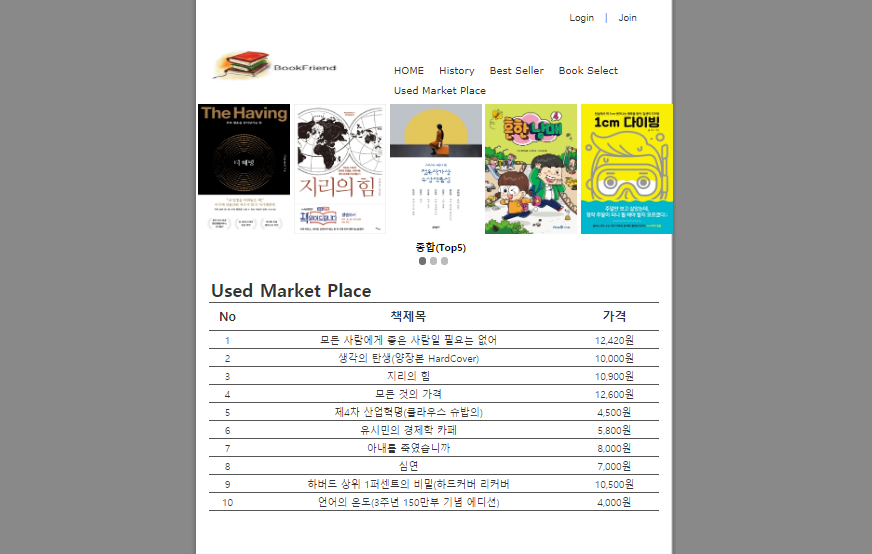 Login | Join
BookFriend
HOME History Best Seller Book Select
Used Market Place
The Having
더 해빙
지리의 힘
흔한 남매
4
1cm 다이빙
종합(Top5)
Used Market Place
No 책제목 가격
1 모든 사람에게 좋은 사람일 필요는 없어 12,420원
2 생각의 탄생(양장본 HardCover) 10,000원
3 지리의 힘 10,900원
4 모든 것의 가격 12,600원
5 제4차 산업혁명(클라우스 슈밥의) 4,500원
6 유시민의 경제학 카페 5,800원
7 아내를 죽였습니까 8,000원
8 심연 7,000원
9 하버드 상위 1퍼센트의 비밀(하드커버 리커버 10,500원
10 언어의 온도(3주년 150만부 기념 에디션) 4,000원